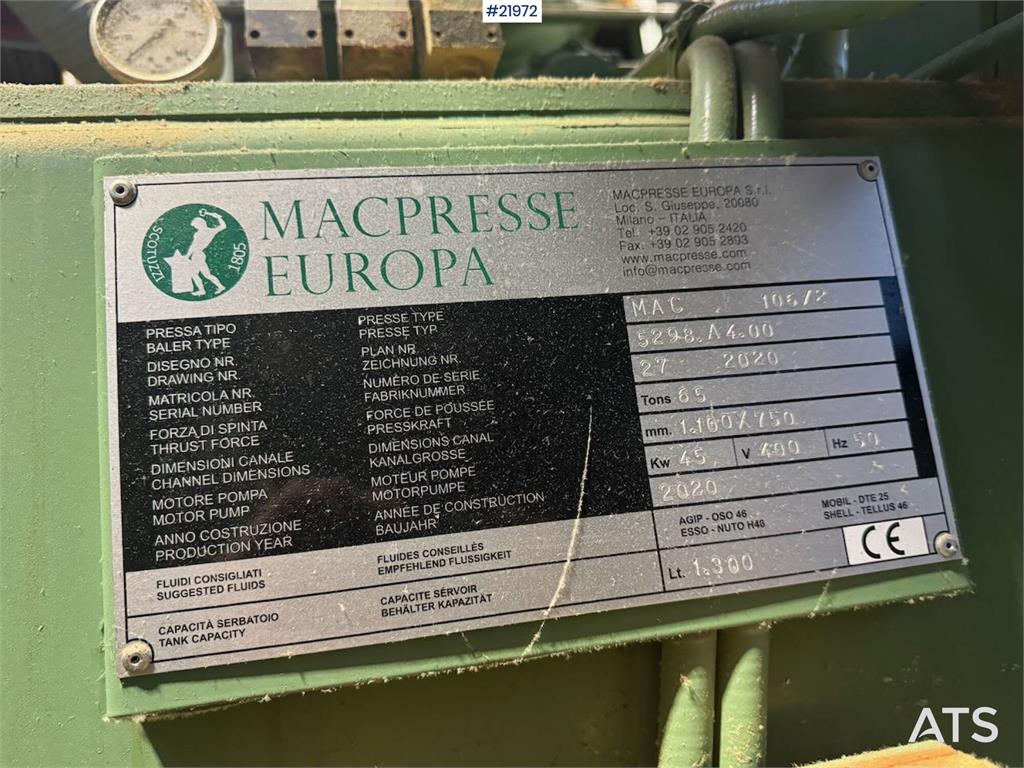 #21972
SCOTUZZI
1805
MACPRESSE
EUROPA
MACPRESSE EUROPA S.r.l.
Loc. S. Giuseppe, 20080
Milano - ITALIA
Tel. +39 02 905 2420
Fax: +39 02 905 2893
www.macpresse.com
info@macpresse.com
PRESSA TIPO PRESSE TYPE
BALER TYPE PRESSE TYP
MAC 106/2
DISEGNO NR. PLAN NR.
DRAWING NR. ZEICHNUNG NR.
5298.A4.00
MATRICOLA NR. NUMÉRO DE SERIE
SERIAL NUMBER FABRIKNUMMER
27 2020
FORZA DI SPINTA FORCE DE POUSSÉE
THRUST FORCE PRESSKRAFT
Tons 65
DIMENSIONI CANALE DIMENSIONS CANAL
CHANNEL DIMENSIONS KANALGROSSE
mm. 1.100X750
MOTORE POMPA MOTEUR POMPE
MOTOR PUMP MOTORPUMPE
Kw 45 V 400 Hz 50
ANNO COSTRUZIONE ANNÉE DE CONSTRUCTION
PRODUCTION YEAR BAUJAHR
2020
FLUIDI CONSIGLIATI FLUIDES CONSEILLÈS
SUGGESTED FLUIDS EMPFEHLEND FLUSSIGKEIT
AGIP - OSO 46 MOBIL - DTE 25
ESSO - NUTO H46 SHELL - TELLUS 46
CE
CAPACITÀ SERBATOIO CAPACITE SÉRVOIR
TANK CAPACITY BEHÄLTER KAPAZITÄT
Lt. 1.300
ATS